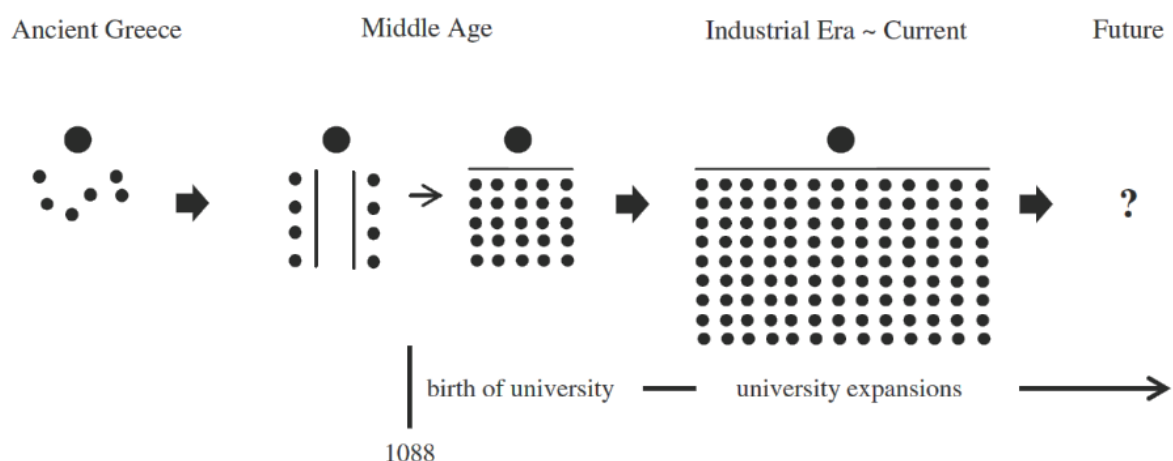 Ancient Greece
Middle Age
Industrial Era ~ Current
Future
?
birth of university
university expansions
1088